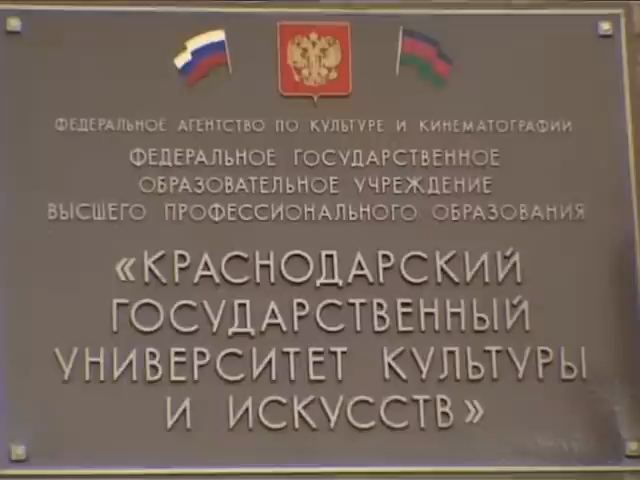 ФЕДЕРАЛЬНОЕ АГЕНТСТВО ПО КУЛЬТУРЕ И КИНЕМАТОГРАФИИ
ФЕДЕРАЛЬНОЕ ГОСУДАРСТВЕННОЕ
ОБРАЗОВАТЕЛЬНОЕ УЧРЕЖДЕНИЕ
ВЫСШЕГО ПРОФЕССИОНАЛЬНОГО ОБРАЗОВАНИЯ
«КРАСНОДАРСКИЙ
ГОСУДАРСТВЕННЫЙ
УНИВЕРСИТЕТ КУЛЬТУРЫ
И ИСКУССТВ»